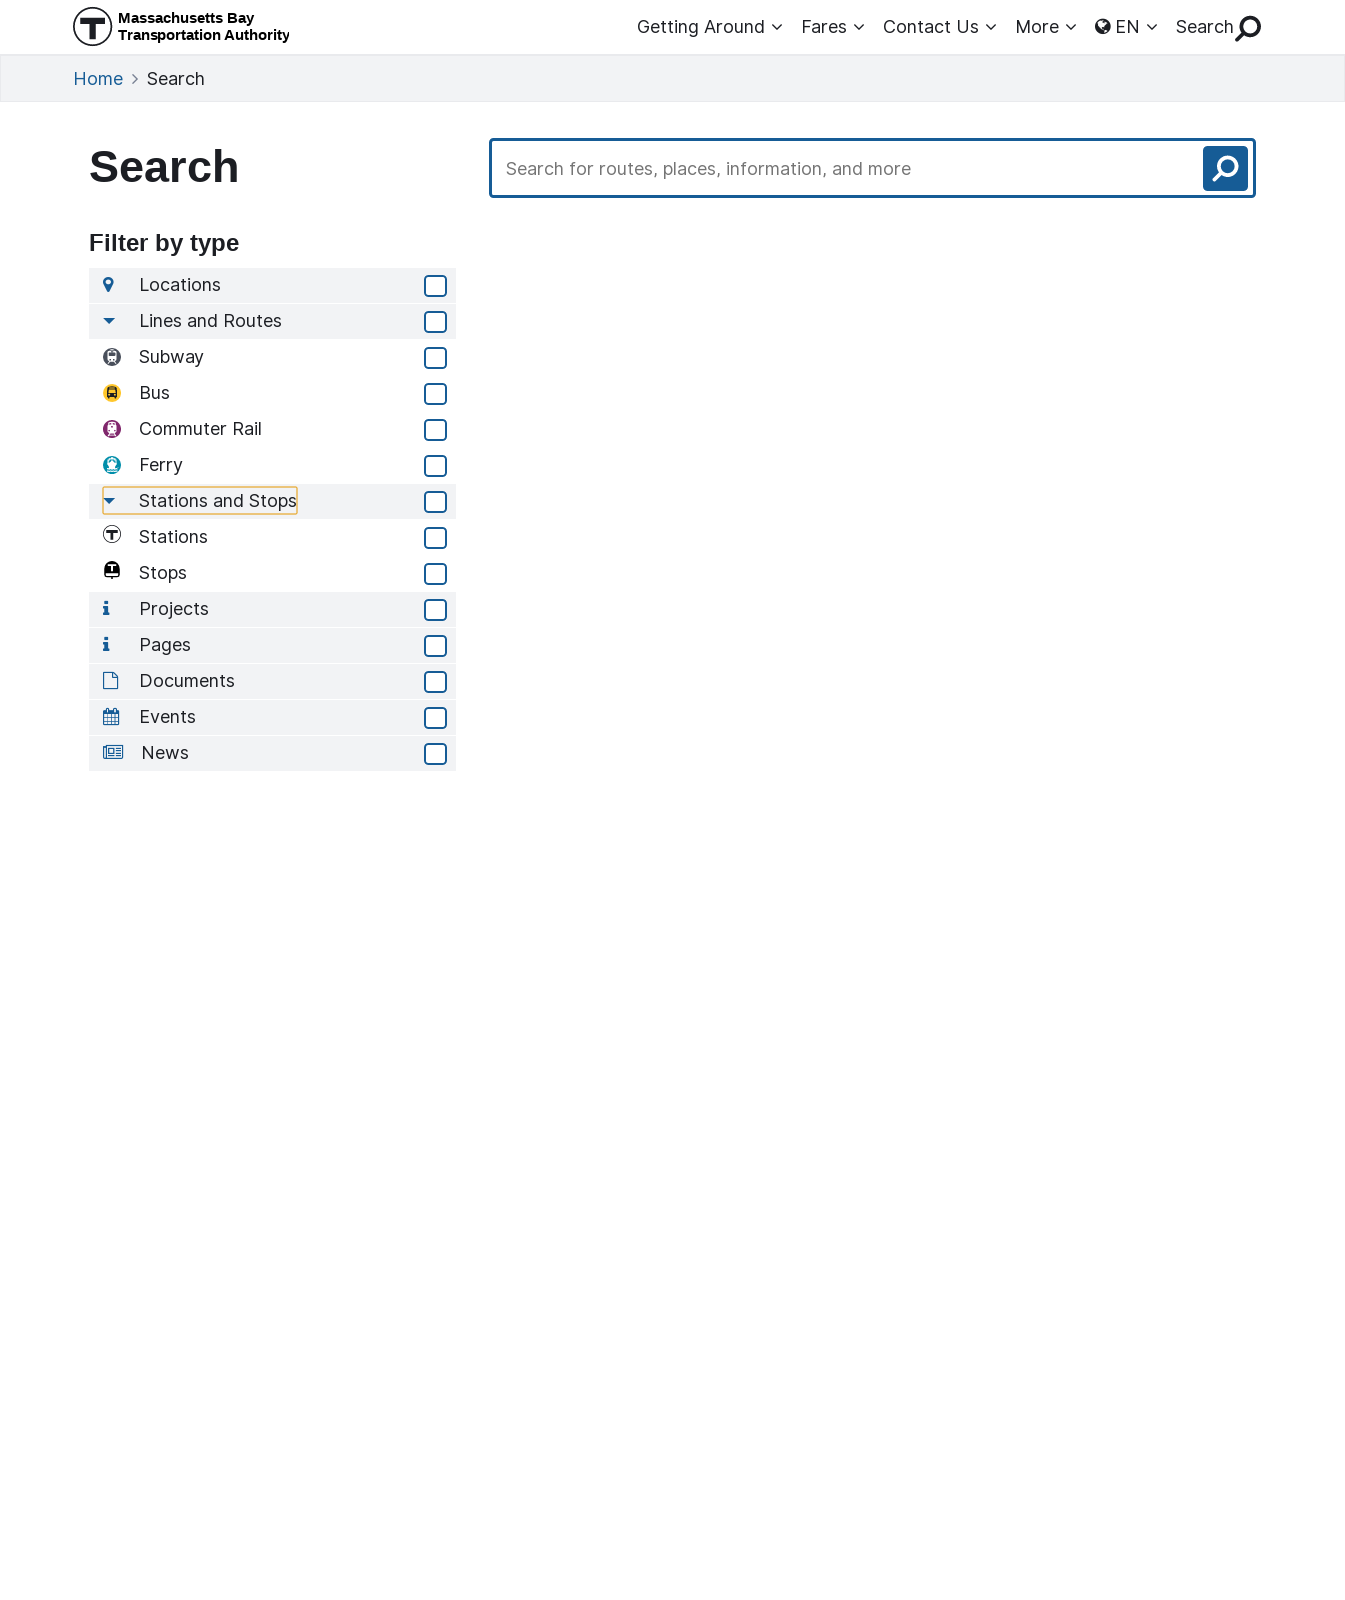 Massachusetts Bay
Transportation Authority
Getting Around
Fares
Contact Us
More
EN
Search
Home
Search
Search
Search for routes, places, information, and more
Filter by type
Locations
Lines and Routes
Subway
Bus
Commuter Rail
Ferry
Stations and Stops
Stations
Stops
Projects
Pages
Documents
Events
News